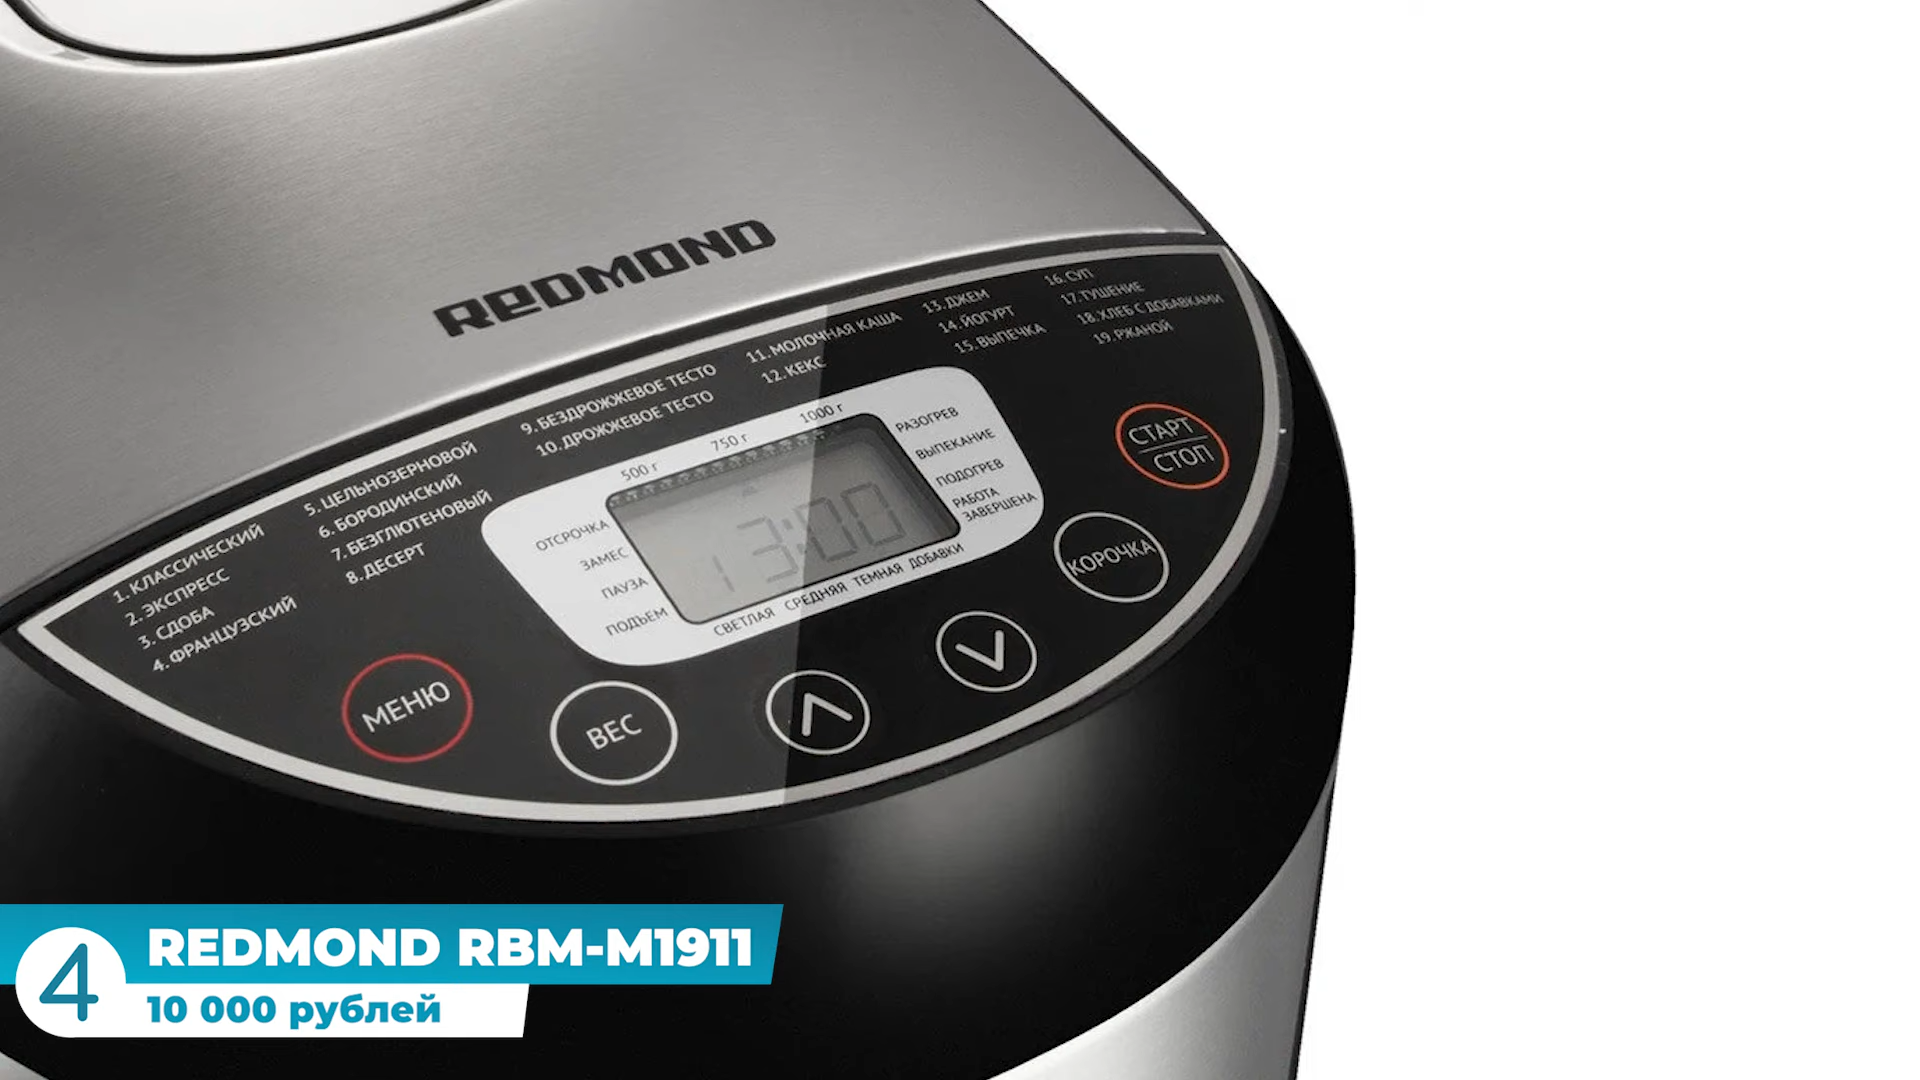 REDMOND
1. КЛАССИЧЕСКИЙ
2. ЭКСПРЕСС
3. СДОБА
4. ФРАНЦУЗСКИЙ
5. ЦЕЛЬНОЗЕРНОВОЙ
6. БОРОДИНСКИЙ
7. БЕЗГЛЮТЕНОВЫЙ
8. ДЕСЕРТ
9. БЕЗДРОЖЖЕВОЕ ТЕСТО
10. ДРОЖЖЕВОЕ ТЕСТО
11. МОЛОЧНАЯ КАША
12. КЕКС
13. ДЖЕМ
14. ЙОГУРТ
15. ВЫПЕЧКА
16. СУП
17. ТУШЕНИЕ
18. ХЛЕБ С ДОБАВКАМИ
19. РЖАНОЙ
500 г 750 г 1000 г
ОТСРОЧКА
ЗАМЕС
ПАУЗА
ПОДЪЕМ
1 3:00
РАЗОГРЕВ
ВЫПЕКАНИЕ
ПОДОГРЕВ
РАБОТА
ЗАВЕРШЕНА
СВЕТЛАЯ СРЕДНЯЯ ТЕМНАЯ ДОБАВКИ
МЕНЮ
ВЕС
КОРОЧКА
СТАРТ
СТОП
4
REDMOND RBM-M1911
10 000 рублей